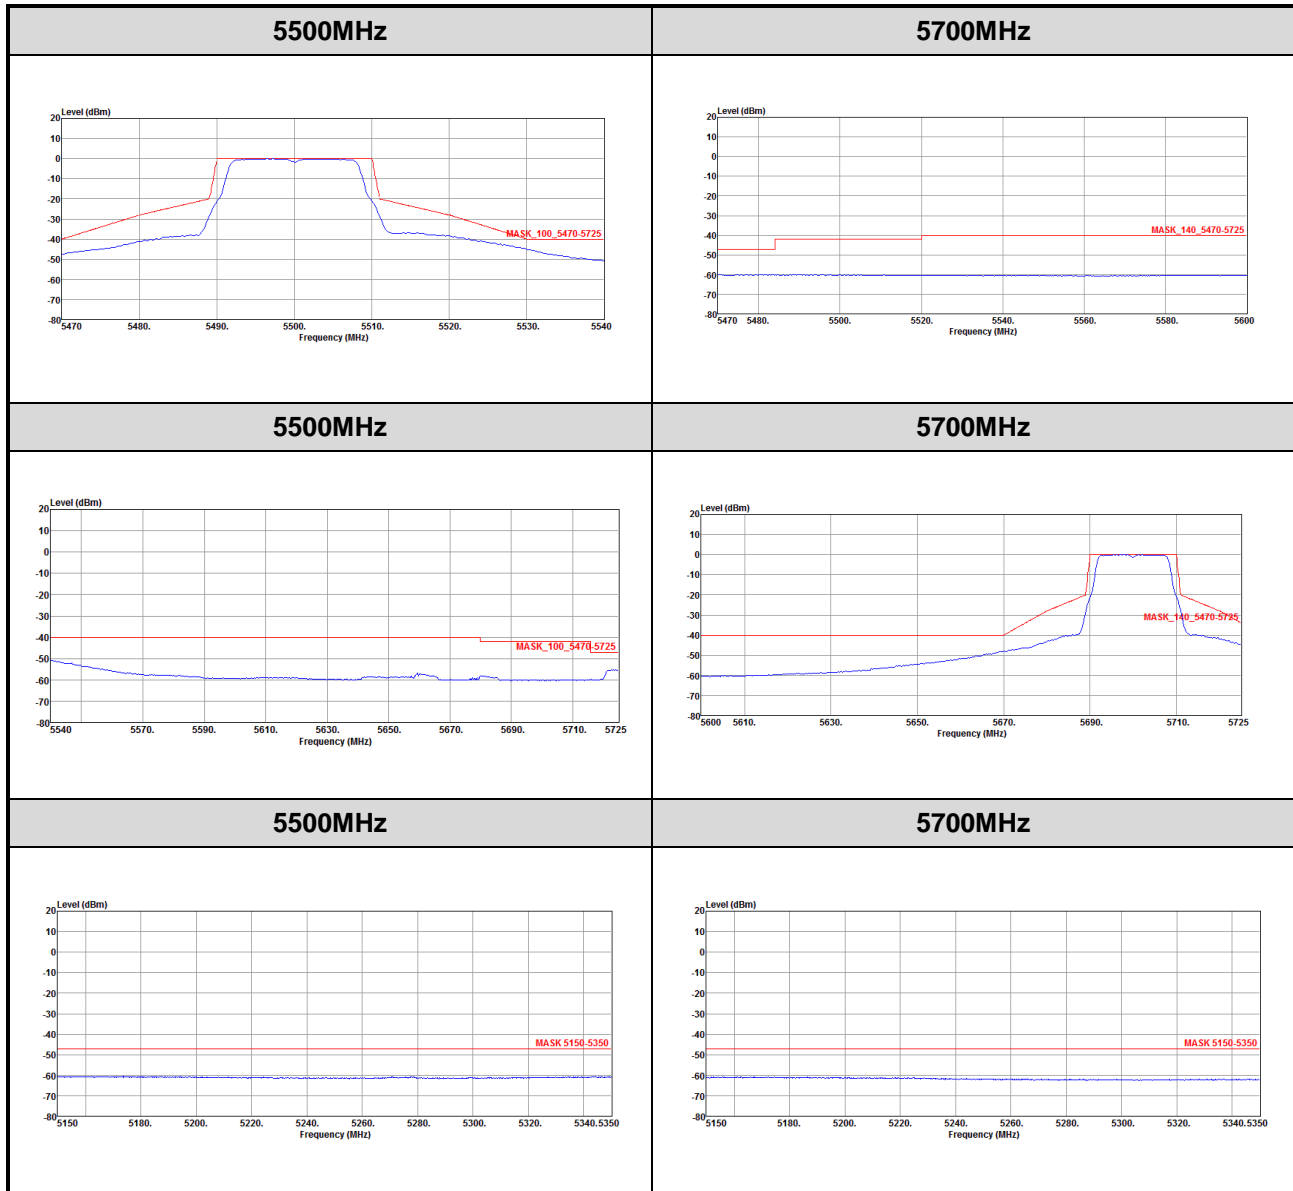 5500MHz
5700MHz
Level (dBm)
20
10
0
-10
-20
-30
-40
-50
-60
-70
-80
MASK_100_5470-5725
5470 5480. 5490. 5500. 5510. 5520. 5530. 5540
Frequency (MHz)
Level (dBm)
20
10
0
-10
-20
-30
-40
-50
-60
-70
-80
MASK_140_5470-5725
5470 5480. 5500. 5520. 5540. 5560. 5580. 5600
Frequency (MHz)
5500MHz
5700MHz
Level (dBm)
20
10
0
-10
-20
-30
-40
-50
-60
-70
-80
MASK_100_5470-5725
5540 5570. 5590. 5610. 5630. 5650. 5670. 5690. 5710. 5725
Frequency (MHz)
Level (dBm)
20
10
0
-10
-20
-30
-40
-50
-60
-70
-80
MASK_140_5470-5725
5600 5610. 5630. 5650. 5670. 5690. 5710. 5725
Frequency (MHz)
5500MHz
5700MHz
Level (dBm)
20
10
0
-10
-20
-30
-40
-50
-60
-70
-80
MASK 5150-5350
5150 5180. 5200. 5220. 5240. 5260. 5280. 5300. 5320. 5340.5350
Frequency (MHz)
Level (dBm)
20
10
0
-10
-20
-30
-40
-50
-60
-70
-80
MASK 5150-5350
5150 5180. 5200. 5220. 5240. 5260. 5280. 5300. 5320. 5340.5350
Frequency (MHz)